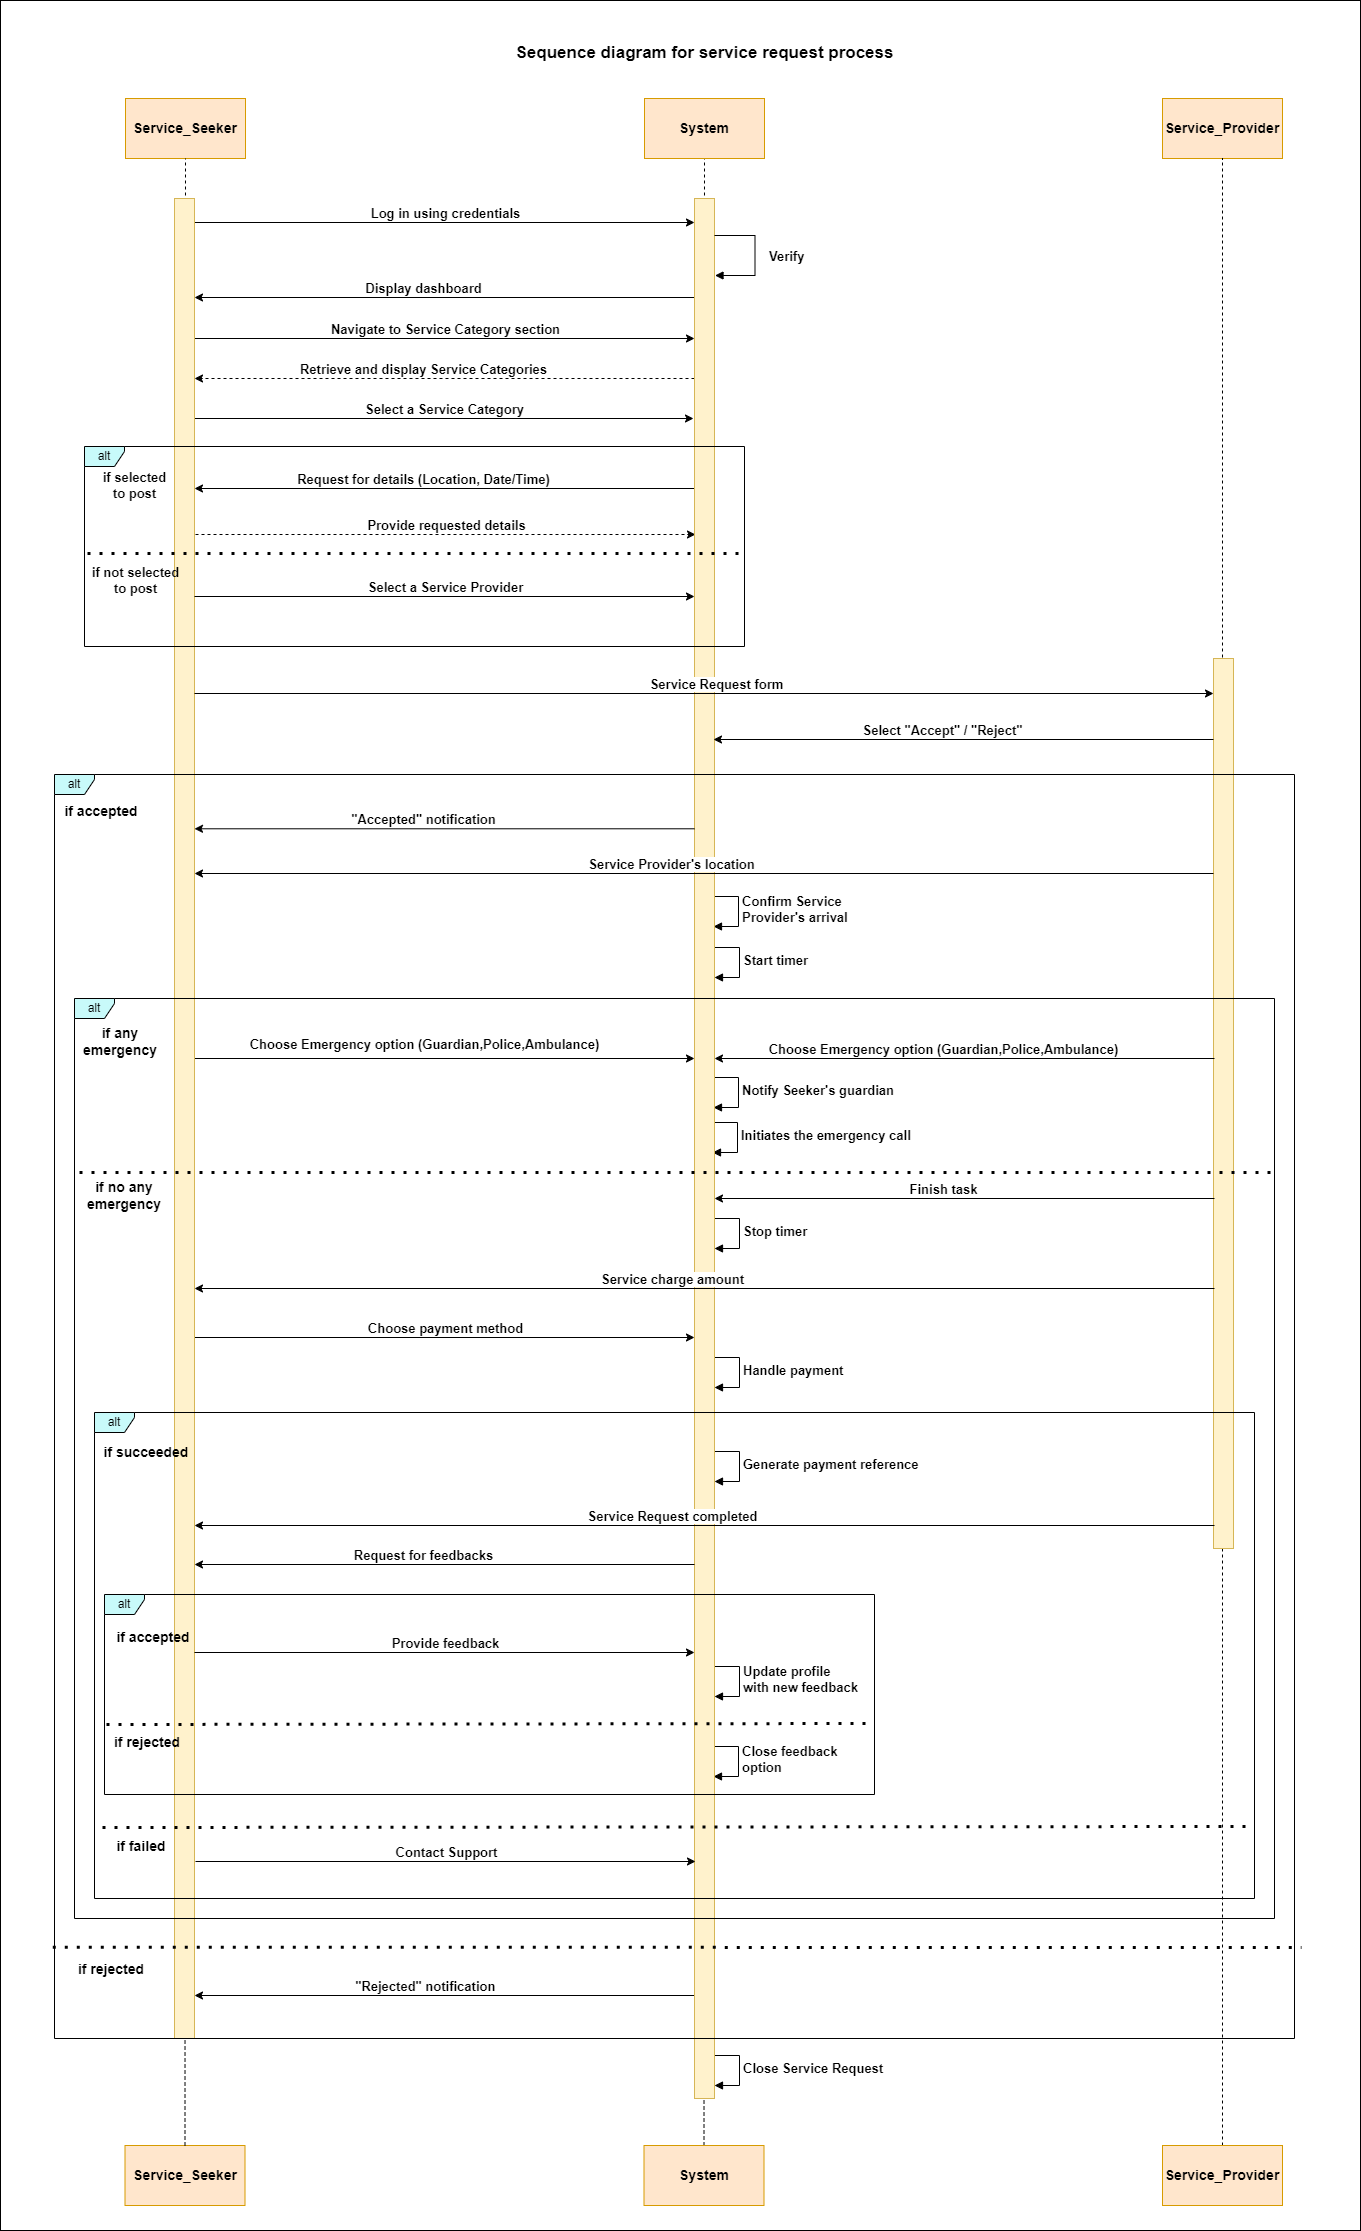 Sequence diagram for service request process
Service_Seeker
System
Service_Provider
Log in using credentials
Verify
Display dashboard
Navigate to Service Category section
Retrieve and display Service Categories
Select a Service Category
alt
if selected
to post
Request for details (Location, Date/Time)
Provide requested details
if not selected
to post
Select a Service Provider
Service Request form
Select "Accept" / "Reject"
alt
if accepted
"Accepted" notification
Service Provider's location
Confirm Service
Provider's arrival
Start timer
alt
if any
emergency
Choose Emergency option (Guardian,Police,Ambulance)
Choose Emergency option (Guardian,Police,Ambulance)
Notify Seeker's guardian
Initiates the emergency call
if no any
emergency
Finish task
Stop timer
Service charge amount
Choose payment method
Handle payment
alt
if succeeded
Generate payment reference
Service Request completed
Request for feedbacks
alt
if accepted
Provide feedback
Update profile
with new feedback
if rejected
Close feedback
option
if failed
Contact Support
if rejected
"Rejected" notification
Close Service Request
Service_Seeker
System
Service_Provider